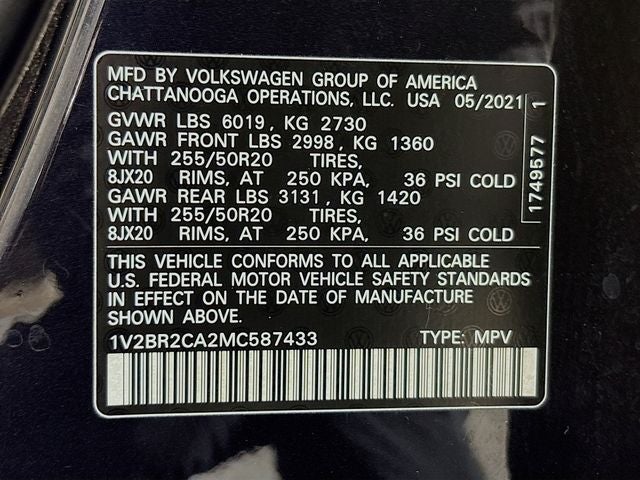 MFD BY VOLKSWAGEN GROUP OF AMERICA
CHATTANOOGA OPERATIONS, LLC. USA 05/2021
GVWR LBS 6019, KG 2730
GAWR FRONT LBS 2998, KG 1360
WITH 255/50R20 TIRES,
8JX20 RIMS, AT 250 KPA, 36 PSI COLD
GAWR REAR LBS 3131, KG 1420
WITH 255/50R20 TIRES,
8JX20 RIMS, AT 250 KPA, 36 PSI COLD
1749577 1
THIS VEHICLE CONFORMS TO ALL APPLICABLE
U.S. FEDERAL MOTOR VEHICLE SAFETY STANDARDS
IN EFFECT ON THE DATE OF MANUFACTURE
SHOWN ABOVE.
1V2BR2CA2MC587433 TYPE: MPV